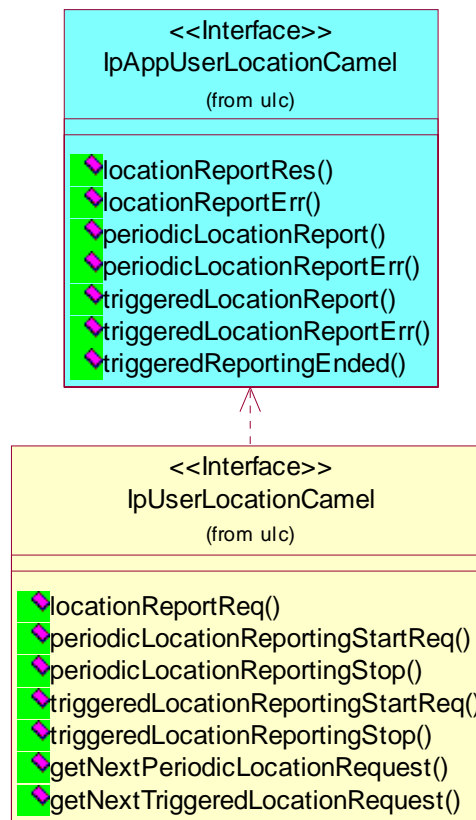 <<Interface>>
IpAppUserLocationCamel
(from ulc)
locationReportRes()
locationReportErr()
periodicLocationReport()
periodicLocationReportErr()
triggeredLocationReport()
triggeredLocationReportErr()
triggeredReportingEnded()
<<Interface>>
IpUserLocationCamel
(from ulc)
locationReportReq()
periodicLocationReportingStartReq()
periodicLocationReportingStop()
triggeredLocationReportingStartReq()
triggeredLocationReportingStop()
getNextPeriodicLocationRequest()
getNextTriggeredLocationRequest()